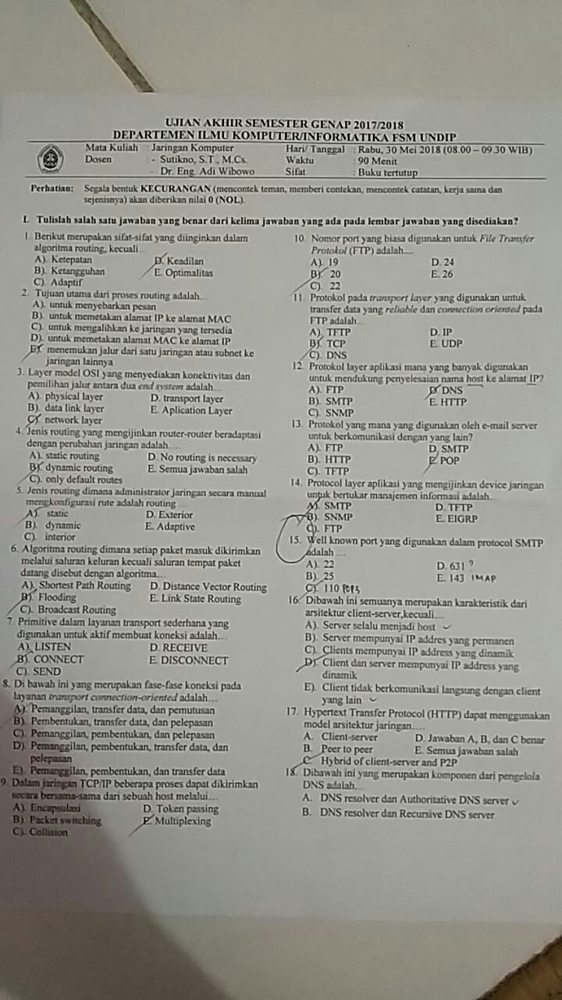 UJIAN AKHIR SEMESTER GENAP 2017/2018
DEPARTEMEN ILMU KOMPUTER/INFORMATIKA FSM UNDIP
Mata Kuliah : Jaringan Komputer
Hari/ Tanggal : Rabu, 30 Mei 2018 (08.00 – 09.30 WIB)
Dosen : - Sutikno, S.T., M.Cs.
Waktu : 90 Menit
- Dr. Eng. Adi Wibowo
Sifat : Buku tertutup
Perhatian: Segala bentuk KECURANGAN (mencontek teman, memberi contekan, mencontek catatan, kerja sama dan
sejenisnya) akan diberikan nilai 0 (NOL).
I. Tulislah salah satu jawaban yang benar dari kelima jawaban yang ada pada lembar jawaban yang disediakan?
1. Berikut merupakan sifat-sifat yang diinginkan dalam
algoritma routing, kecuali
A). Ketepatan D. Keadilan
B). Ketangguhan E. Optimalitas
C). Adaptif
2. Tujuan utama dari proses routing adalah...
A). untuk menyebarkan pesan
B). untuk memetakan alamat IP ke alamat MAC
C). untuk mengalihkan ke jaringan yang tersedia
D). untuk memetakan alamat MAC ke alamat IP
E). menemukan jalur dari satu jaringan atau subnet ke
jaringan lainnya
3. Layer model OSI yang menyediakan konektivitas dan
pemilihan jalur antara dua end system adalah...
A). physical layer D. transport layer
B). data link layer E. Aplication Layer
C). network layer
4. Jenis routing yang mengijinkan router-router beradaptasi
dengan perubahan jaringan adalah....
A). static routing D. No routing is necessary
B). dynamic routing E. Semua jawaban salah
C). only default routes
5. Jenis routing dimana administrator jaringan secara manual
mengkonfigurasi rute adalah routing ...
A). static D. Exterior
B). dynamic E. Adaptive
C). interior
6. Algoritma routing dimana setiap paket masuk dikirimkan
melalui saluran keluran kecuali saluran tempat paket
datang disebut dengan algoritma...
A). Shortest Path Routing D. Distance Vector Routing
B). Flooding E. Link State Routing
C). Broadcast Routing
7. Primitive dalam layanan transport sederhana yang
digunakan untuk aktif membuat koneksi adalah...
A). LISTEN D. RECEIVE
B). CONNECT E. DISCONNECT
C). SEND
8. Di bawah ini yang merupakan fase-fase koneksi pada
layanan transport connection-oriented adalah...
A). Pemanggilan, transfer data, dan pemutusan
B). Pembentukan, transfer data, dan pelepasan
C). Pemanggilan, pembentukan, dan pelepasan
D). Pemanggilan, pembentukan, transfer data, dan
pelepasan
E). Pemanggilan, pembentukan, dan transfer data
9. Dalam jaringan TCP/IP beberapa proses dapat dikirimkan
secara bersama-sama dari sebuah host melalui...
A). Encapsulasi D. Token passing
B). Packet switching E. Multiplexing
C). Collision
10. Nomor port yang biasa digunakan untuk File Transfer
Protokol (FTP) adalah....
A). 19 D. 24
B). 20 E. 26
C). 22
11. Protokol pada transport layer yang digunakan untuk
transfer data yang reliable dan connection oriented pada
FTP adalah...
A). TFTP D. IP
B). TCP E. UDP
C). DNS
12. Protokol layer aplikasi mana yang banyak digunakan
untuk mendukung penyelesaian nama host ke alamat IP?
A). FTP D. DNS
B). SMTP E. HTTP
C). SNMP
13. Protokol yang mana yang digunakan oleh e-mail server
untuk berkomunikasi dengan yang lain?
A). FTP D. SMTP
B). HTTP E. POP
C). TFTP
14. Protocol layer aplikasi yang mengijinkan device jaringan
untuk bertukar manajemen informasi adalah...
A). SMTP D. TFTP
B). SNMP E. EIGRP
C). FTP
15. Well known port yang digunakan dalam protocol SMTP
adalah ....
A). 22 D. 631 ?
B). 25 E. 143 IMAP
C). 110 POP3
16. Dibawah ini semuanya merupakan karakteristik dari
arsitektur client-server,kecuali...
A). Server selalu menjadi host
B). Server mempunyai IP addres yang permanen
C). Clients mempunyai IP address yang dinamik
D). Client dan server mempunyai IP address yang
dinamik
E). Client tidak berkomunikasi langsung dengan client
yang lain
17. Hypertext Transfer Protocol (HTTP) dapat menggunakan
model arsitektur jaringan....
A. Client-server D. Jawaban A, B, dan C benar
B. Peer to peer E. Semua jawaban salah
C. Hybrid of client-server and P2P
18. Dibawah ini yang merupakan komponen dari pengelola
DNS adalah...
A. DNS resolver dan Authoritative DNS server
B. DNS resolver dan Recursive DNS server